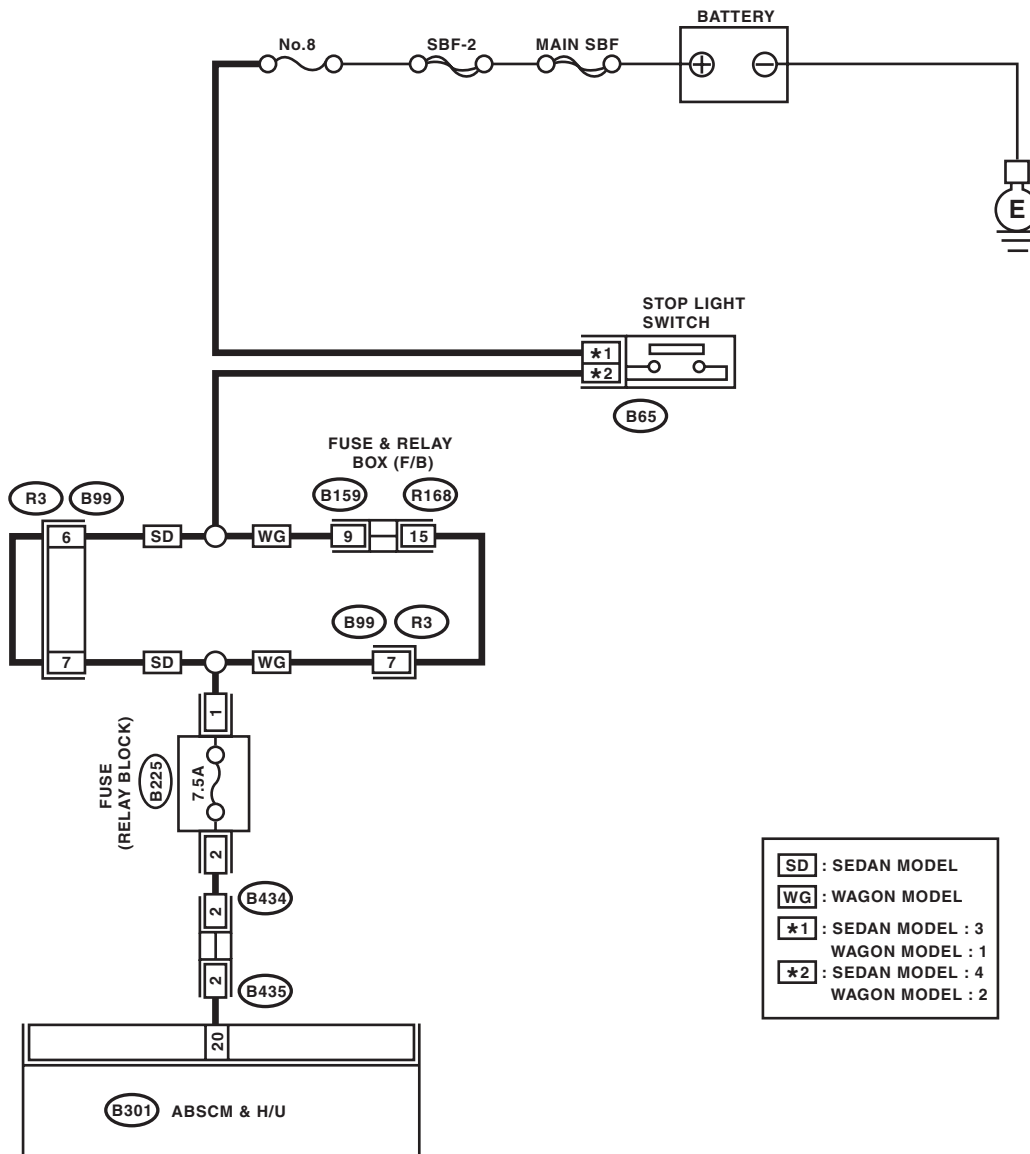 BATTERY
No.8
SBF-2
MAIN SBF
E
STOP LIGHT
SWITCH
*1
*2
B65
FUSE & RELAY
BOX (F/B)
R3
B99
B159
R168
6
SD
WG
9
15
B99
R3
7
SD
WG
7
1
FUSE
(RELAY BLOCK)
B225
7.5A
2
2
B434
2
B435
20
B301
ABSCM & H/U
SD : SEDAN MODEL
WG : WAGON MODEL
*1 : SEDAN MODEL : 3
WAGON MODEL : 1
*2 : SEDAN MODEL : 4
WAGON MODEL : 2